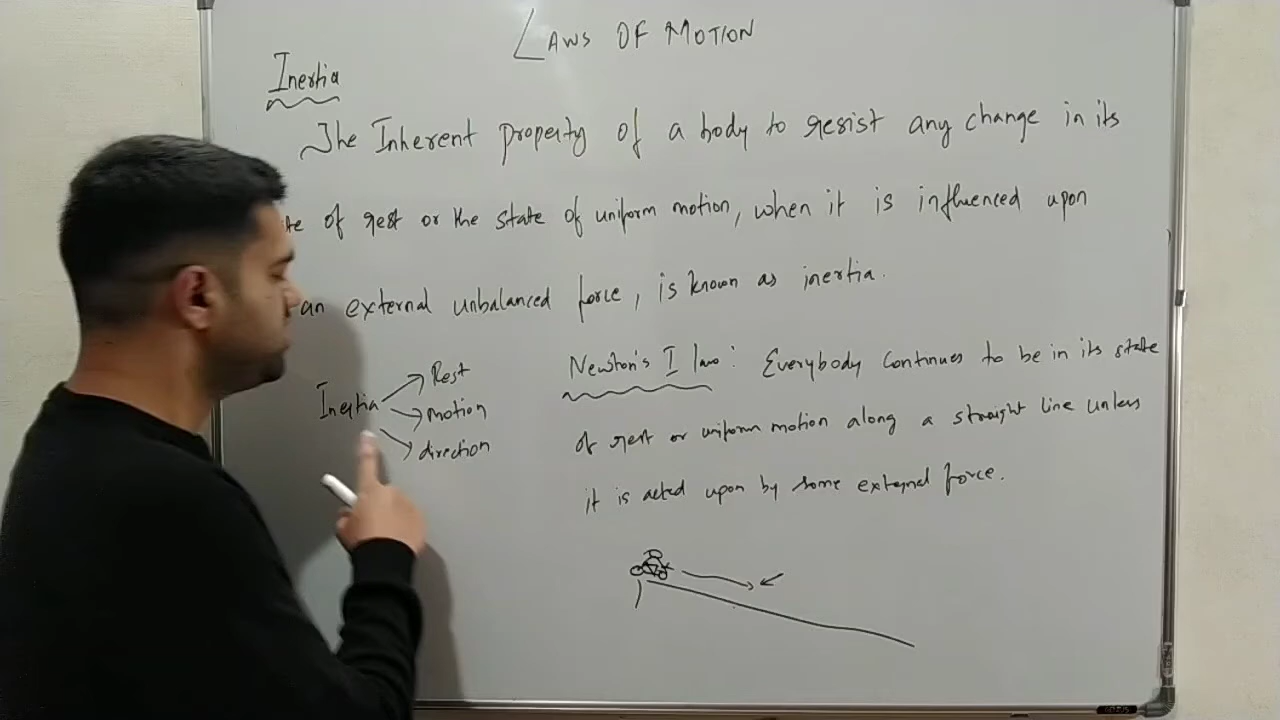 LAWS OF MOTION
Inertia
The Inherent property of a body to resist any change in its
te of rest or the state of uniform motion, when it is influenced upon
an external unbalanced force, is known as inertia.
Inertia
Rest
motion
direction
Newton's I law: Everybody continues to be in its state
of rest or uniform motion along a straight line unless
it is acted upon by some external force.